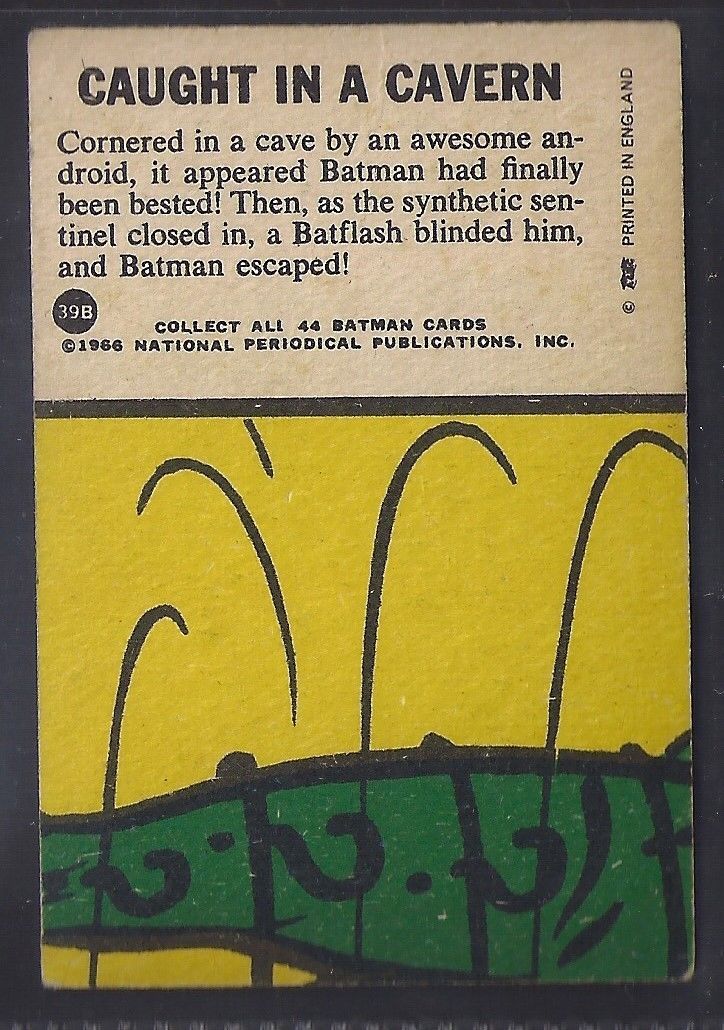 CAUGHT IN A CAVERN
Cornered in a cave by an awesome an-
droid, it appeared Batman had finally
been bested! Then, as the synthetic sen-
tinel closed in, a Batflash blinded him,
and Batman escaped!
39B
COLLECT ALL 44 BATMAN CARDS
©1966 NATIONAL PERIODICAL PUBLICATIONS, INC.
© PRINTED IN ENGLAND